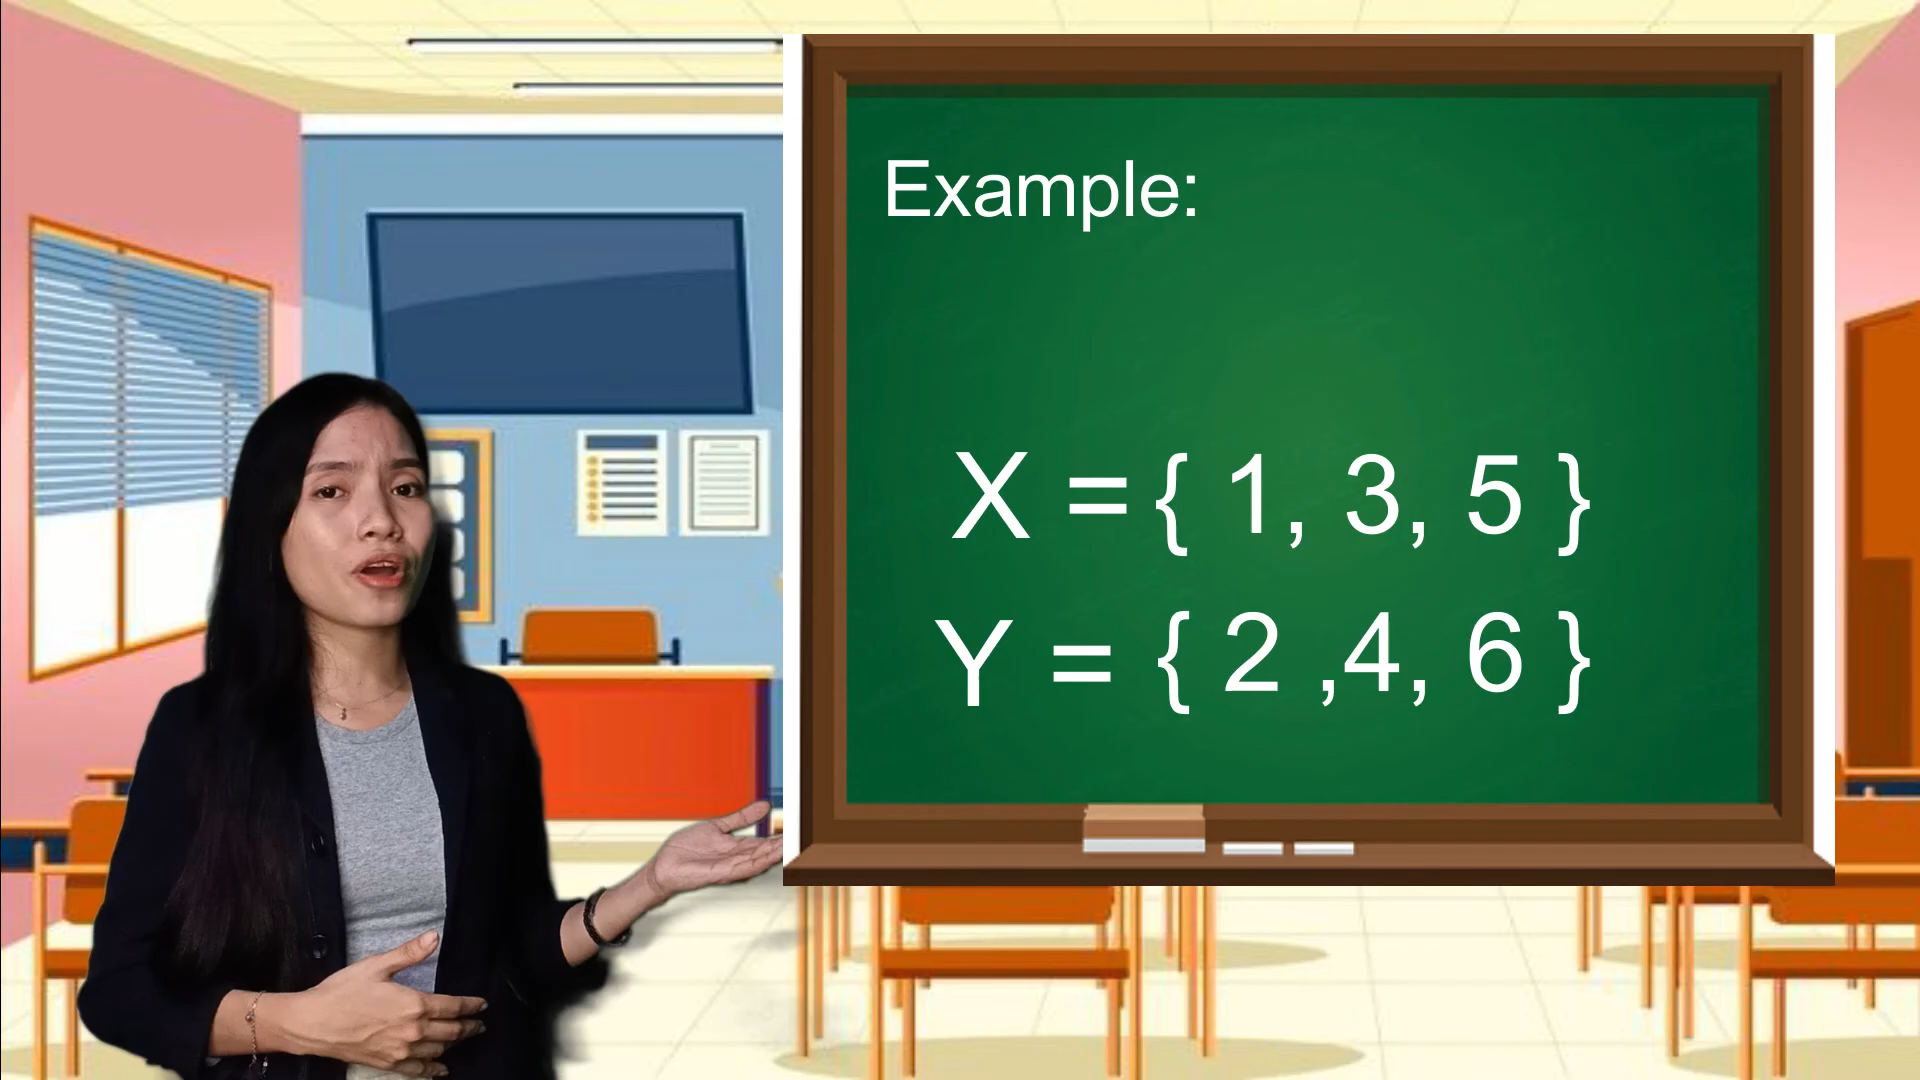 Example:
X = { 1, 3, 5 }
Y = { 2 ,4, 6 }